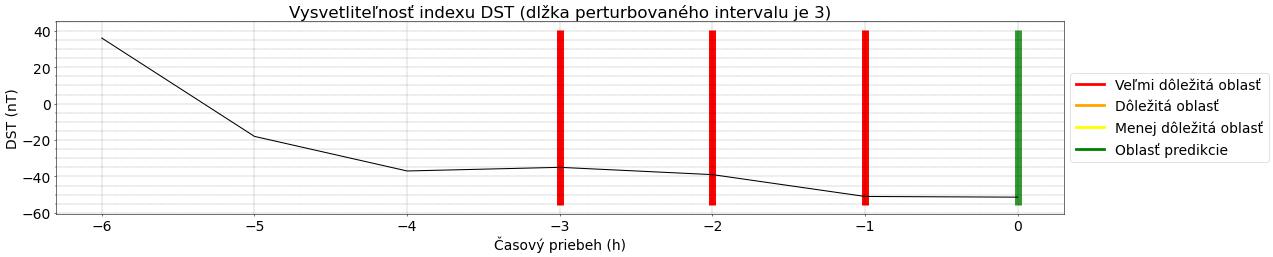 Vysvetliteľnosť indexu DST (dĺžka perturbovaného intervalu je 3)
DST (nT)
40
20
0
−20
−40
−60
−6
−5
−4
−3
−2
−1
0
Časový priebeh (h)
Veľmi dôležitá oblasť
Dôležitá oblasť
Menej dôležitá oblasť
Oblasť predikcie